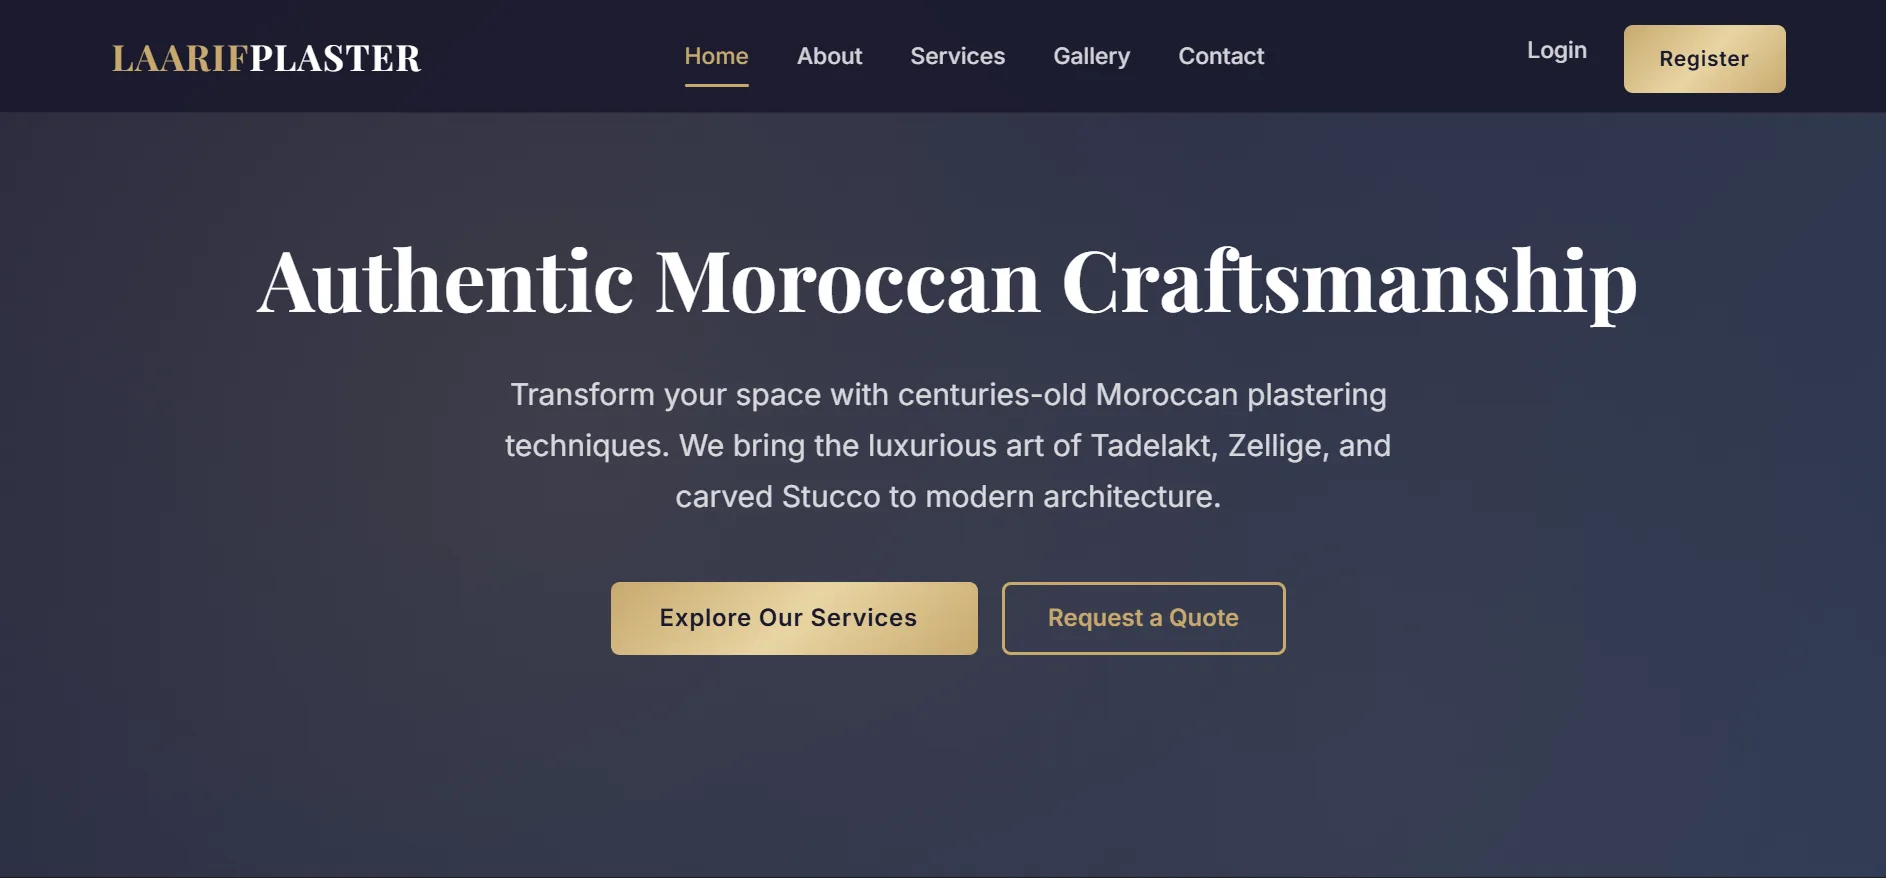 LAARIFPLASTER
Home About Services Gallery Contact
Login
Register
Authentic Moroccan Craftsmanship
Transform your space with centuries-old Moroccan plastering
techniques. We bring the luxurious art of Tadelakt, Zellige, and
carved Stucco to modern architecture.
Explore Our Services
Request a Quote